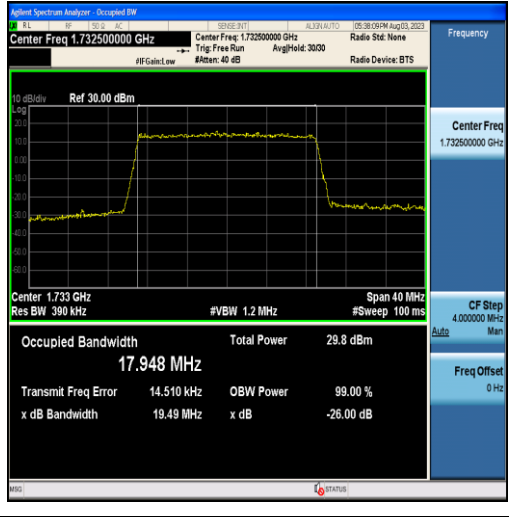 Agilent Spectrum Analyzer - Occupied BW
RL RF 50 Ω AC SENSE:INT ALIGN AUTO 05:38:09 PM Aug 03, 2023
Center Freq 1.732500000 GHz
Center Freq: 1.732500000 GHz
Radio Std: None
Trig: Free Run Avg|Hold: 30/30
#IFGain:Low #Atten: 40 dB Radio Device: BTS
Frequency
10 dB/div Ref 30.00 dBm
Log
20.0
10.0
0.00
-10.0
-20.0
-30.0
-40.0
-50.0
-60.0
Center Freq
1.732500000 GHz
Center 1.733 GHz Span 40 MHz
Res BW 390 kHz #VBW 1.2 MHz #Sweep 100 ms
CF Step
4.000000 MHz
Auto Man
Occupied Bandwidth Total Power 29.8 dBm
17.948 MHz
Transmit Freq Error 14.510 kHz OBW Power 99.00 %
x dB Bandwidth 19.49 MHz x dB -26.00 dB
Freq Offset
0 Hz
MSG STATUS